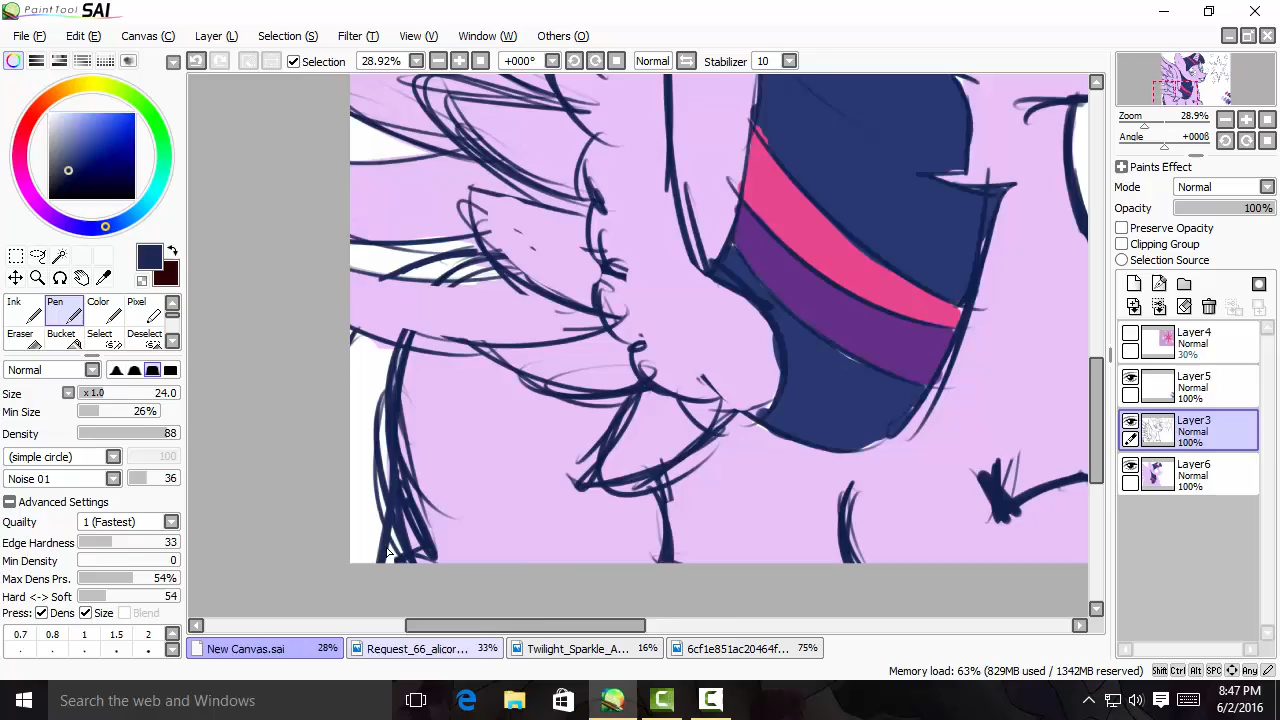 PaintTool SAI
File (F) Edit (E) Canvas (C) Layer (L) Selection (S) Filter (T) View (V) Window (W) Others (O)
Selection 28.92% +000° Normal Stabilizer 10
Zoom 28.9%
Angle +000ß
Paints Effect
Mode Normal
Opacity 100%
Preserve Opacity
Clipping Group
Selection Source
Ink Pen Color Pixel
Eraser Bucket Select Deselect
Normal
Size x 1.0 24.0
Min Size 26%
Density 88
(simple circle) 100
Noise 01 36
Advanced Settings
Quailty 1 (Fastest)
Edge Hardness 33
Min Density 0
Max Dens Prs. 54%
Hard <-> Soft 54
Press: Dens Size Blend
0.7 0.8 1 1.5 2
Layer4
Normal
30%
Layer5
Normal
100%
Layer3
Normal
100%
Layer6
Normal
100%
New Canvas.sai 28% Request_66_alicor... 33% Twilight_Sparkle_A... 16% 6cf1e851ac20464f... 75%
Memory load: 63% (829MB used / 1342MB reserved) Shift Ctrl Alt SPC Any
Search the web and Windows
8:47 PM
6/2/2016